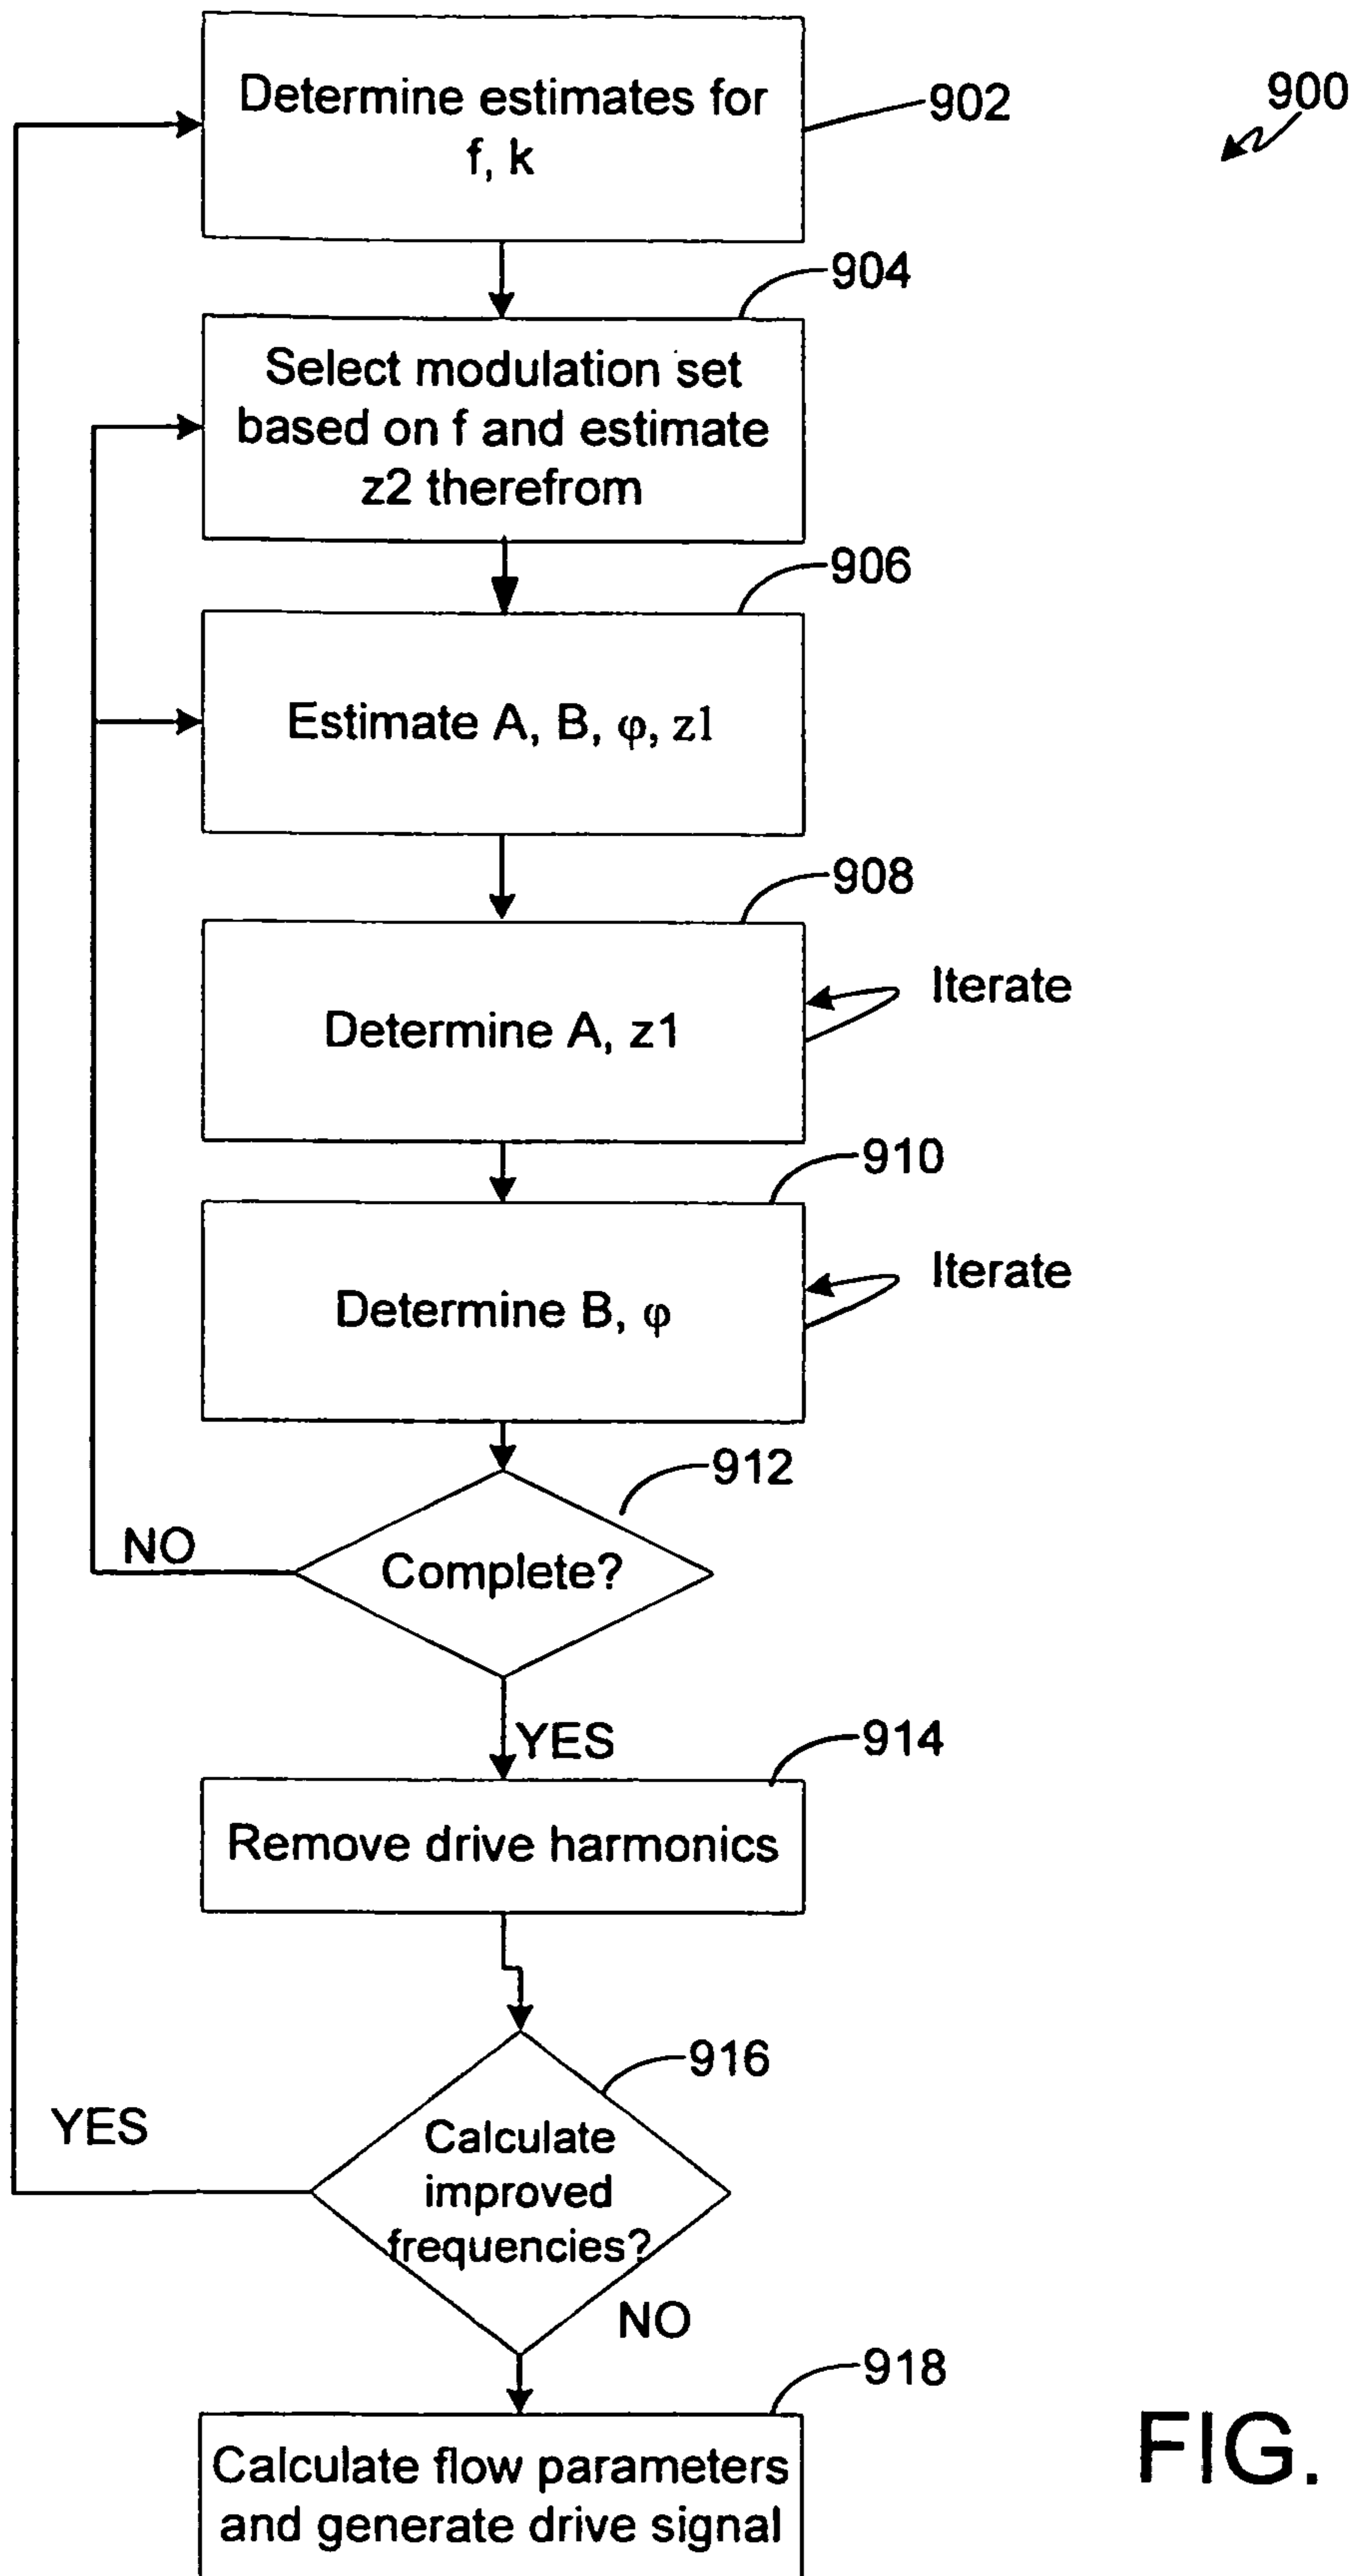 900
Determine estimates for
f, k
902
904
Select modulation set
based on f and estimate
z2 therefrom
906
Estimate A, B, φ, z1
908
Determine A, z1
Iterate
910
Determine B, φ
Iterate
912
Complete?
NO
YES
914
Remove drive harmonics
916
Calculate
improved
frequencies?
YES
NO
918
Calculate flow parameters
and generate drive signal
FIG.